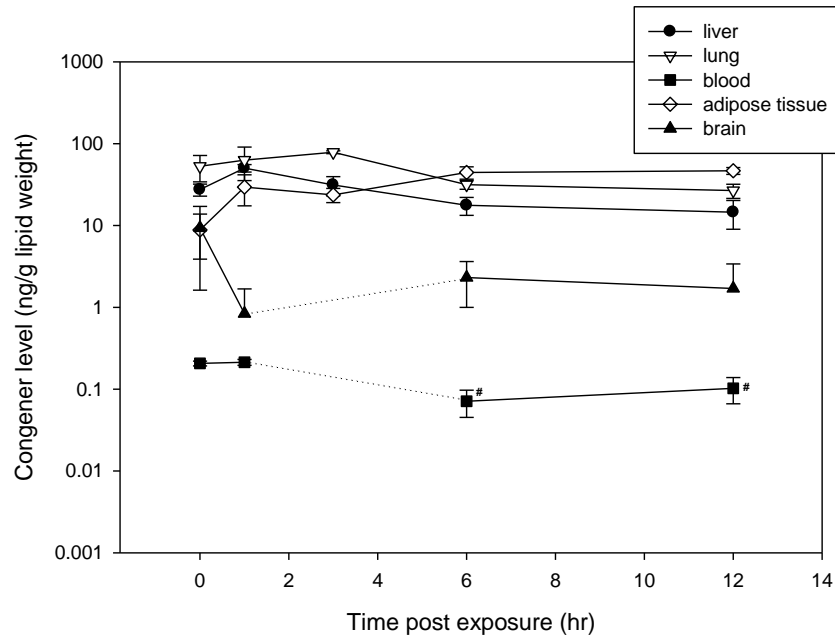 liver
lung
blood
adipose tissue
brain
1000
100
10
1
0.1
0.01
0.001
Congener level (ng/g lipid weight)
#
#
0 2 4 6 8 10 12 14
Time post exposure (hr)